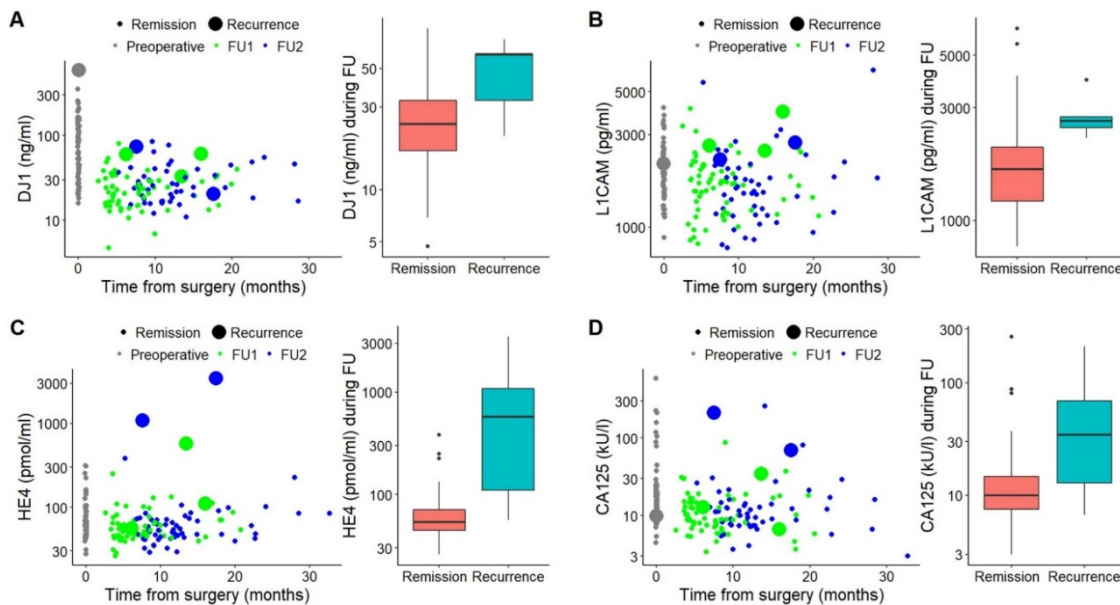 A
Remission Recurrence
Preoperative FU1 FU2
DJ1 (ng/ml)
300
100
30
10
0 10 20 30
Time from surgery (months)
DJ1 (ng/ml) during FU
50
30
10
5
Remission Recurrence
B
Remission Recurrence
Preoperative FU1 FU2
L1CAM (pg/ml)
5000
3000
1000
0 10 20 30
Time from surgery (months)
L1CAM (pg/ml) during FU
5000
3000
1000
Remission Recurrence
C
Remission Recurrence
Preoperative FU1 FU2
HE4 (pmol/ml)
3000
1000
300
100
30
0 10 20 30
Time from surgery (months)
HE4 (pmol/ml) during FU
1000
300
100
30
Remission Recurrence
D
Remission Recurrence
Preoperative FU1 FU2
CA125 (kU/l)
300
100
30
10
3
0 10 20 30
Time from surgery (months)
CA125 (kU/l) during FU
300
100
30
10
3
Remission Recurrence